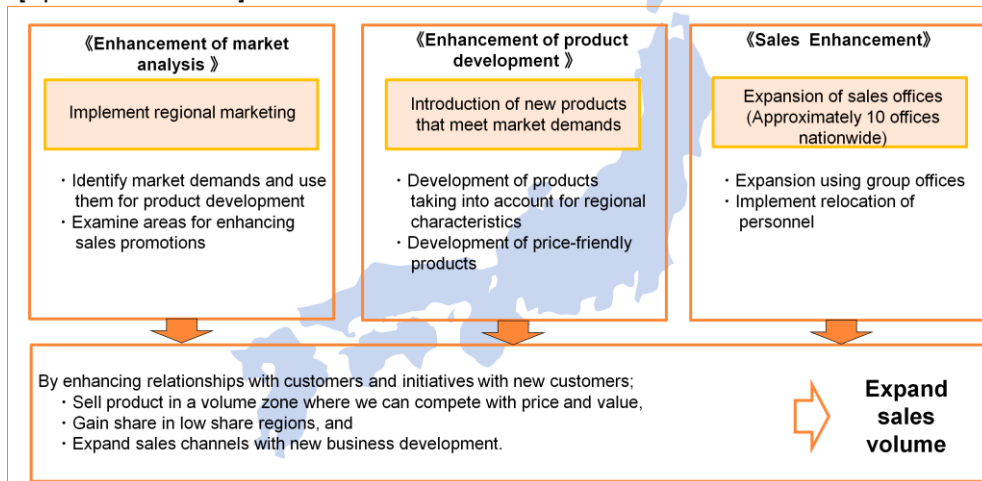 《Enhancement of market
analysis 》
Implement regional marketing
・Identify market demands and use
them for product development
・Examine areas for enhancing
sales promotions
《Enhancement of product
development 》
Introduction of new products
that meet market demands
・Development of products
taking into account for regional
characteristics
・Development of price-friendly
products
《Sales Enhancement》
Expansion of sales offices
(Approximately 10 offices
nationwide)
・Expansion using group offices
・Implement relocation of
personnel
By enhancing relationships with customers and initiatives with new customers;
・Sell product in a volume zone where we can compete with price and value,
・Gain share in low share regions, and
・Expand sales channels with new business development.
Expand
sales
volume